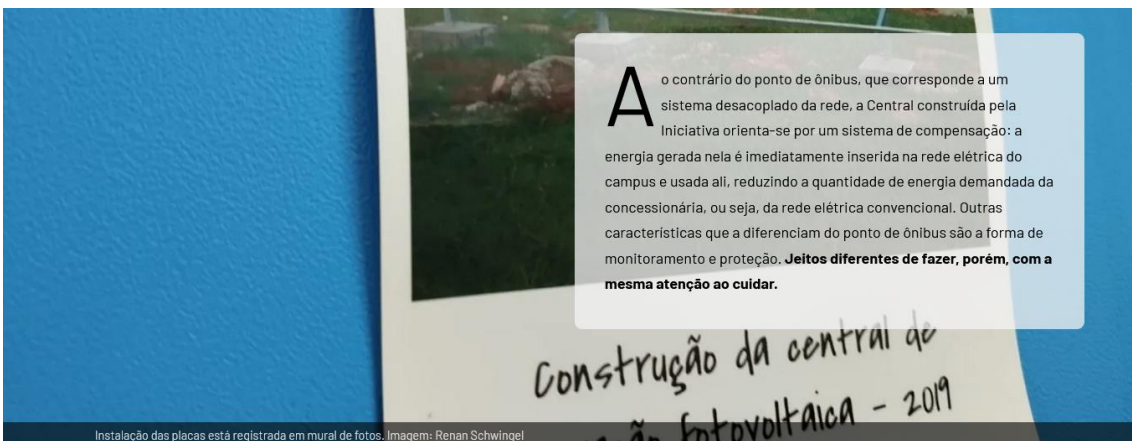 Ao contrário do ponto de ônibus, que corresponde a um
sistema desacoplado da rede, a Central construída pela
Iniciativa orienta-se por um sistema de compensação: a
energia gerada nela é imediatamente inserida na rede elétrica do
campus e usada ali, reduzindo a quantidade de energia demandada da
concessionária, ou seja, da rede elétrica convencional. Outras
características que a diferenciam do ponto de ônibus são a forma de
monitoramento e proteção. Jeitos diferentes de fazer, porém, com a
mesma atenção ao cuidar.
Construção da central de
fotovoltaica - 2019
Instalação das placas está registrada em mural de fotos. Imagem: Renan Schwingel